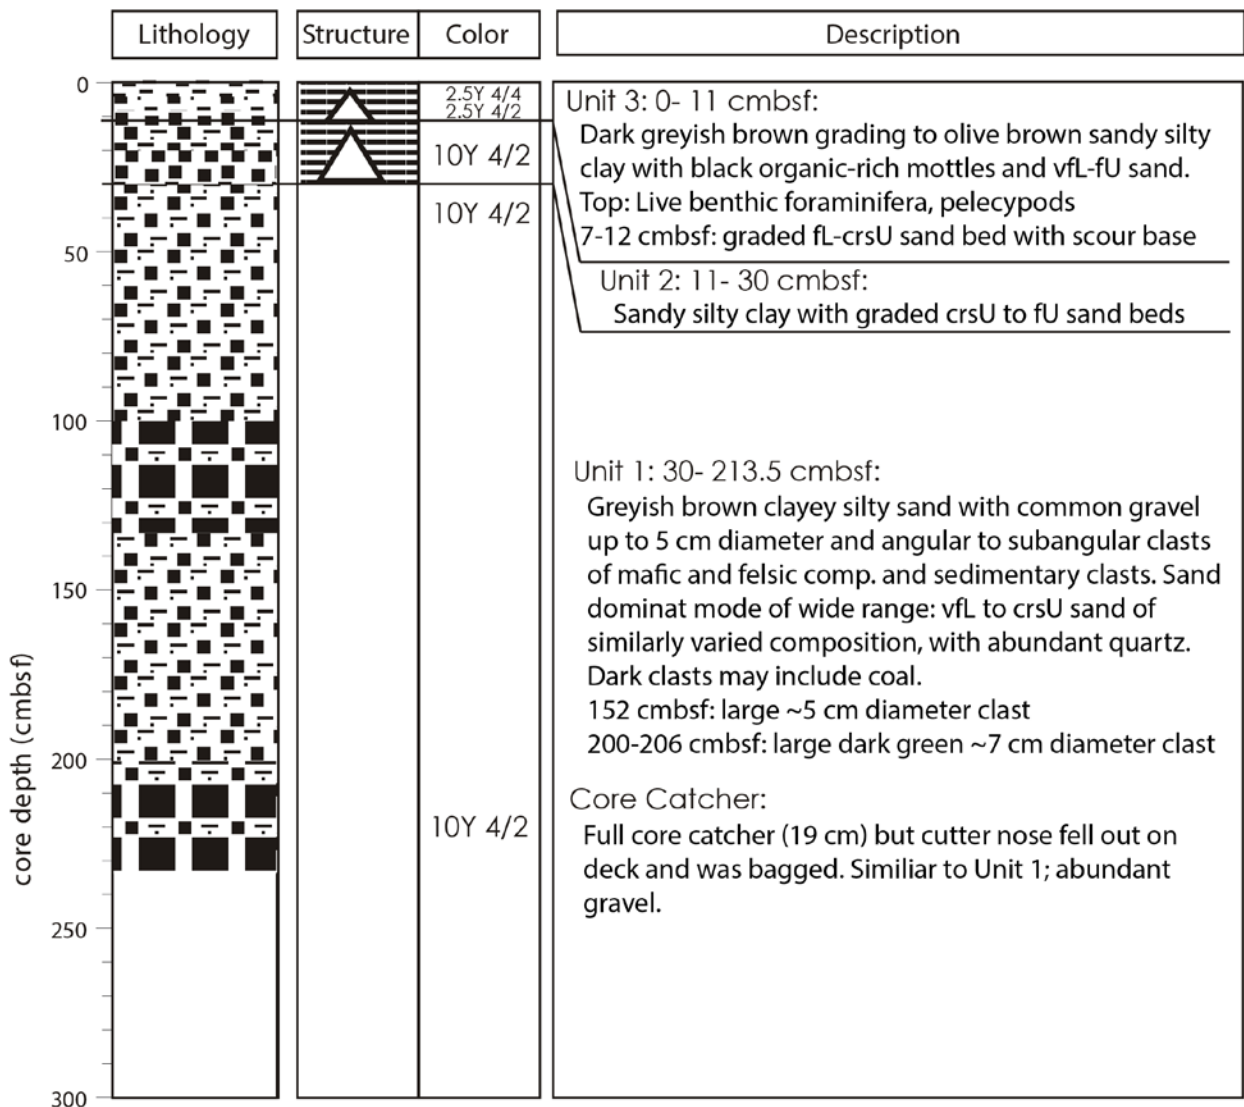 Lithology Structure Color Description
0
50
100
150
200
250
300
core depth (cmbsf)
2.5Y 4/4
2.5Y 4/2
10Y 4/2
10Y 4/2
10Y 4/2
Unit 3: 0- 11 cmbsf:
Dark greyish brown grading to olive brown sandy silty
clay with black organic-rich mottles and vfL-fU sand.
Top: Live benthic foraminifera, pelecypods
7-12 cmbsf: graded fL-crsU sand bed with scour base
Unit 2: 11- 30 cmbsf:
Sandy silty clay with graded crsU to fU sand beds
Unit 1: 30- 213.5 cmbsf:
Greyish brown clayey silty sand with common gravel
up to 5 cm diameter and angular to subangular clasts
of mafic and felsic comp. and sedimentary clasts. Sand
dominat mode of wide range: vfL to crsU sand of
similarly varied composition, with abundant quartz.
Dark clasts may include coal.
152 cmbsf: large ~5 cm diameter clast
200-206 cmbsf: large dark green ~7 cm diameter clast
Core Catcher:
Full core catcher (19 cm) but cutter nose fell out on
deck and was bagged. Similiar to Unit 1; abundant
gravel.